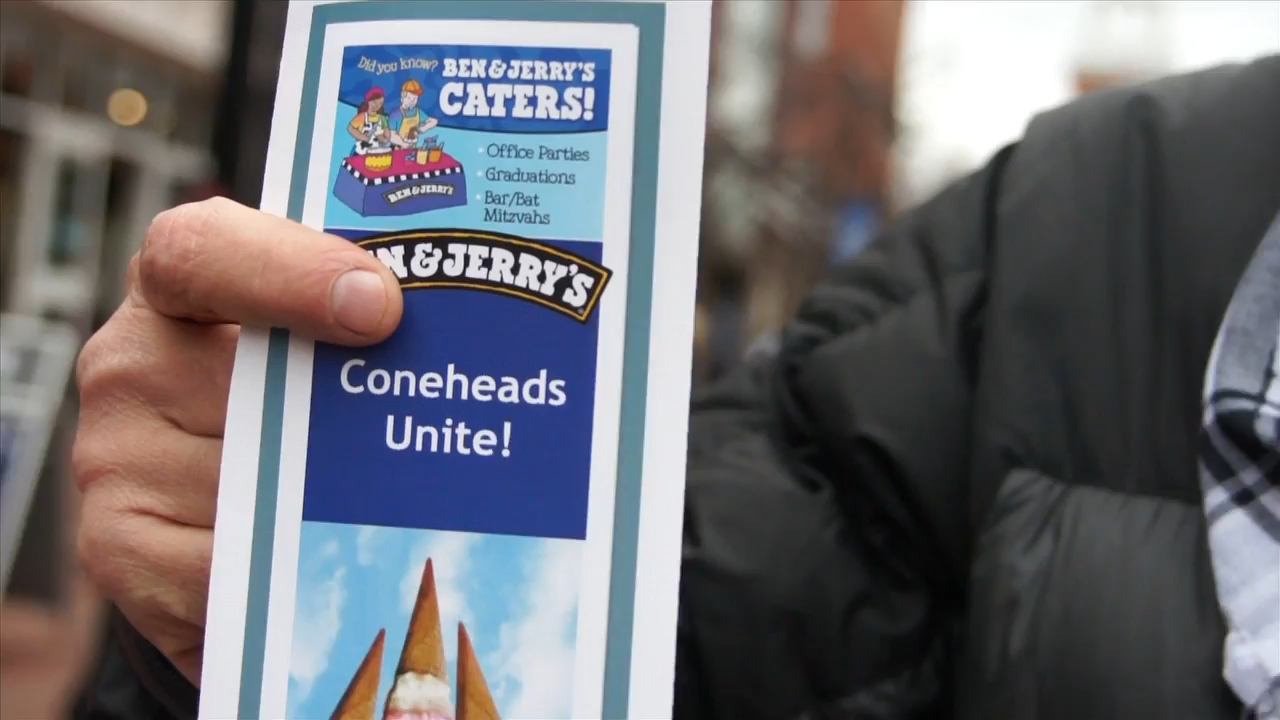 Did you know?
BEN & JERRY'S
CATERS!
Office Parties
Graduations
Bar/Bat
Mitzvahs
BEN & JERRY'S
N & JERRY'S
Coneheads
Unite!